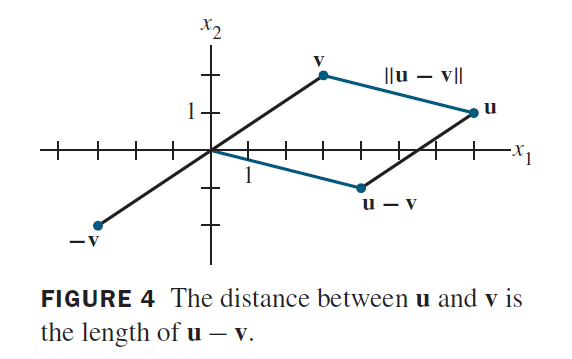 x₂
v
||u − v||
1
u
x₁
1
u − v
−v
FIGURE 4 The distance between u and v is
the length of u − v.